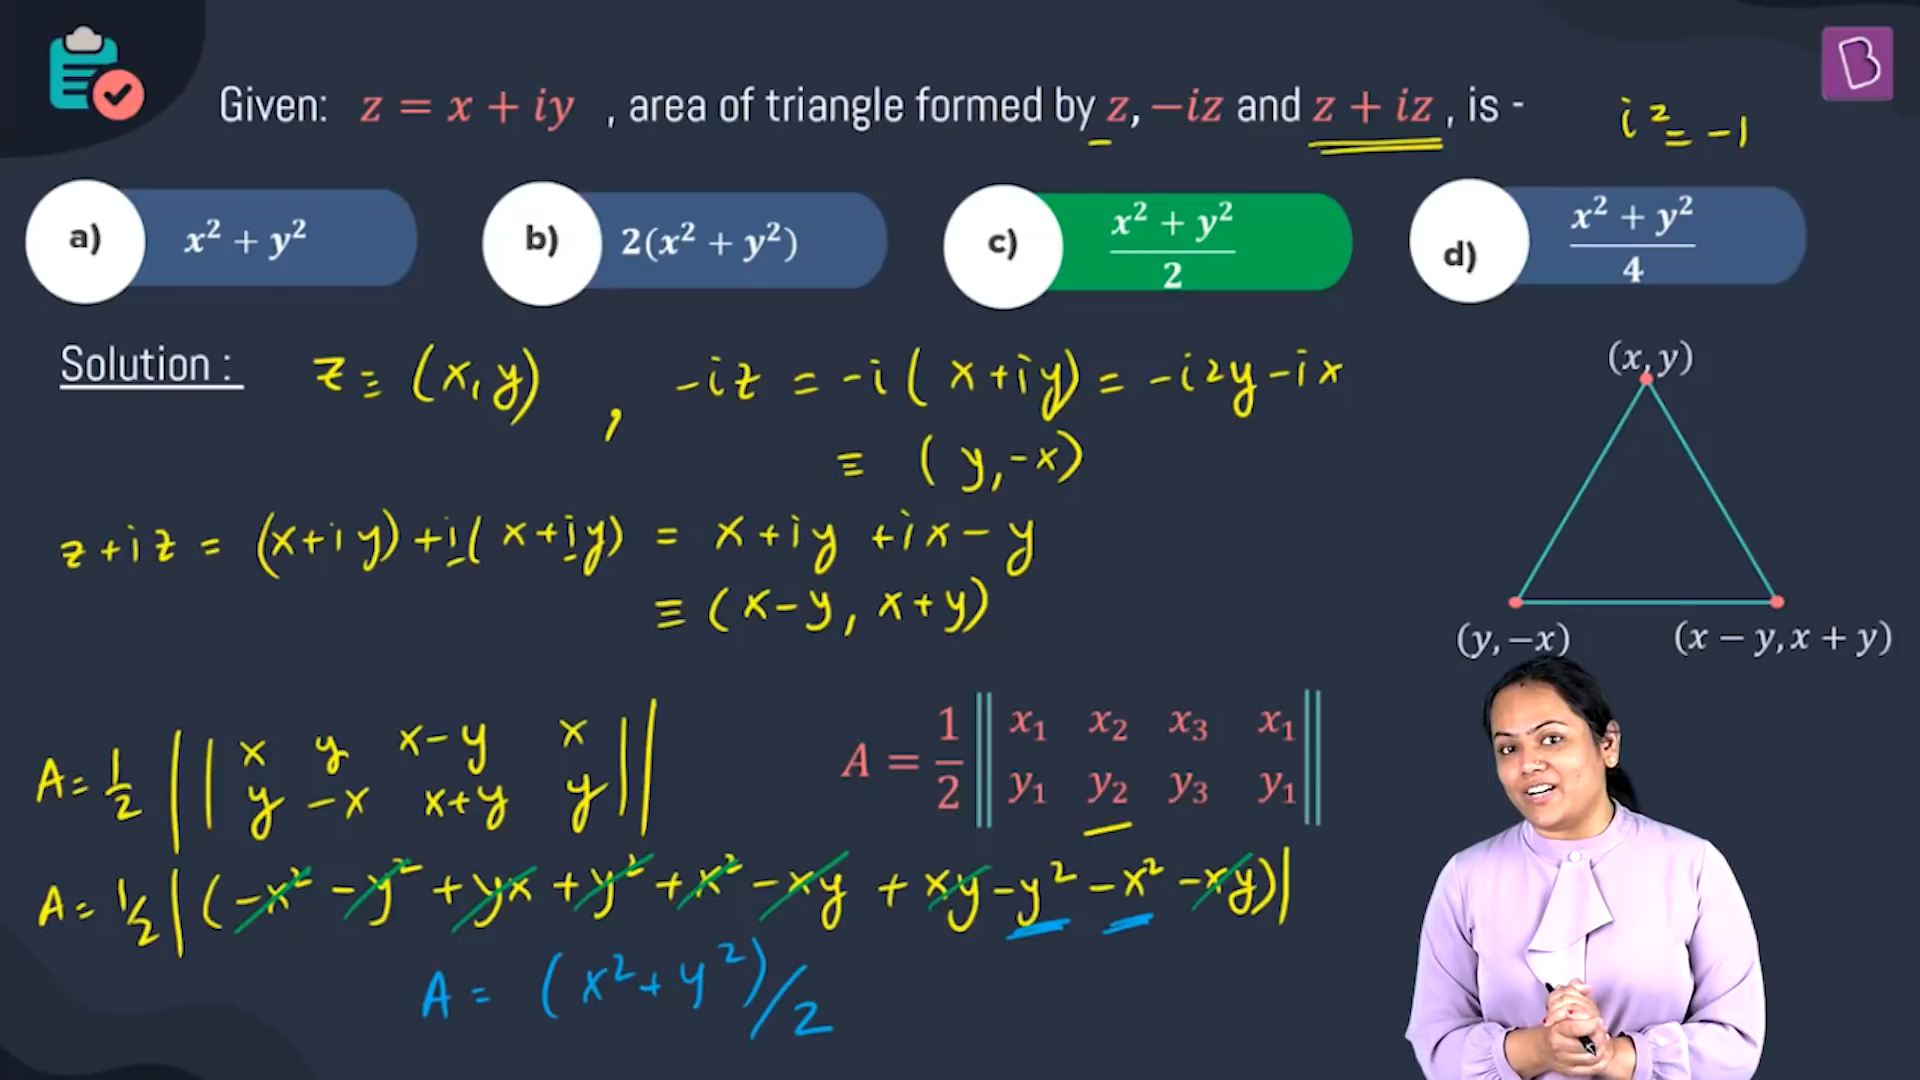 Given: z = x + iy , area of triangle formed by z, −iz and z + iz , is -
i² = -1
a) x² + y²
b) 2(x² + y²)
c) x² + y² / 2
d) x² + y² / 4
Solution :
z ≡ (x, y) , -iz = -i(x+iy) = -i²y - ix
≡ (y, -x)
z+iz = (x+iy)+i(x+iy) = x+iy+ix-y
≡ (x-y, x+y)
(x, y)
(y, −x)
(x − y, x + y)
A = 1/2 || x y x-y x
y -x x+y y ||
A = 1/2 || x₁ x₂ x₃ x₁
y₁ y₂ y₃ y₁ ||
A = 1/2 |(-x² - y² + yx + y² + x² - xy + xy - y² - x² - xy)|
A = (x² + y²)/2
B